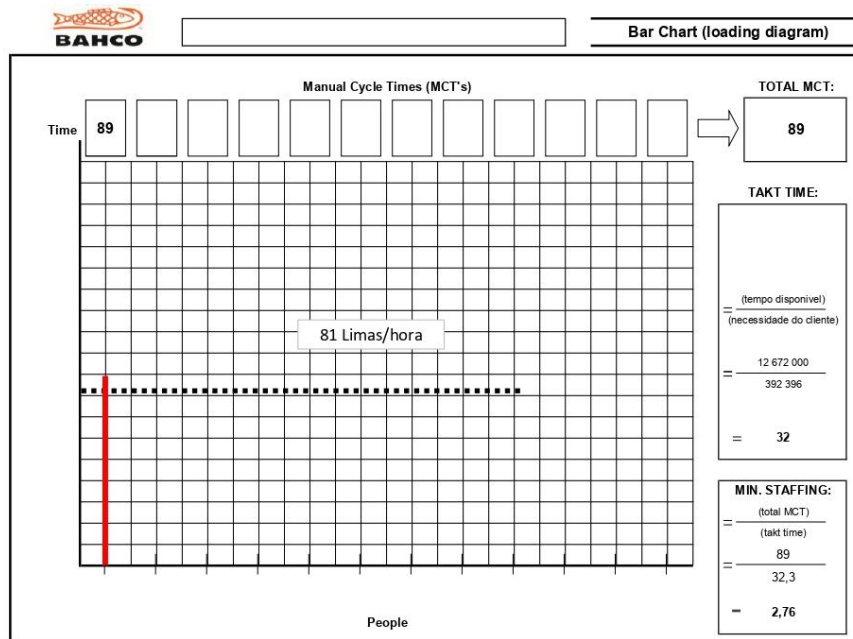 BAHCO
Bar Chart (loading diagram)
Manual Cycle Times (MCT's)
TOTAL MCT:
Time
89
89
TAKT TIME:
= (tempo disponivel)
(necessidade do cliente)
= 12 672 000
392 396
= 32
81 Limas/hora
MIN. STAFFING:
= (total MCT)
(takt time)
= 89
32,3
= 2,76
People